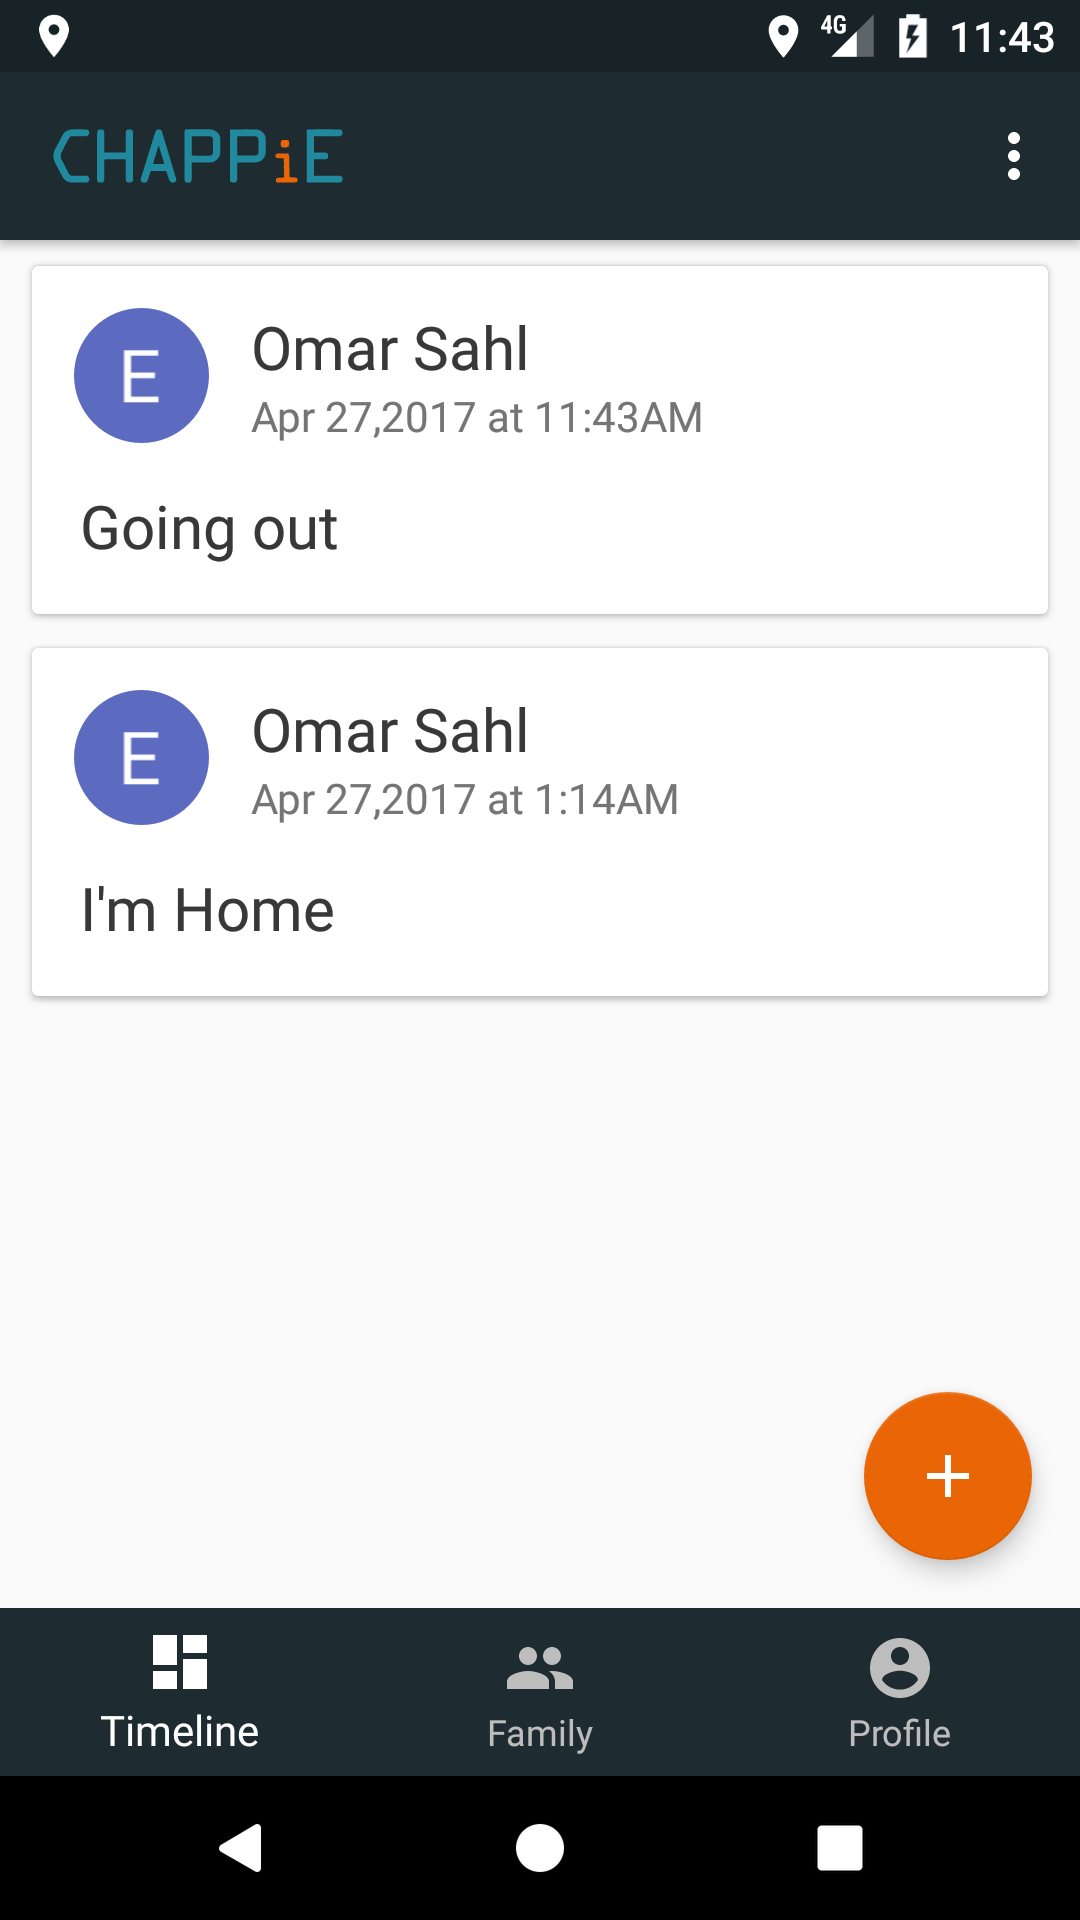 4G 11:43
CHAPPiE
E
Omar Sahl
Apr 27,2017 at 11:43AM
Going out
E
Omar Sahl
Apr 27,2017 at 1:14AM
I'm Home
Timeline Family Profile